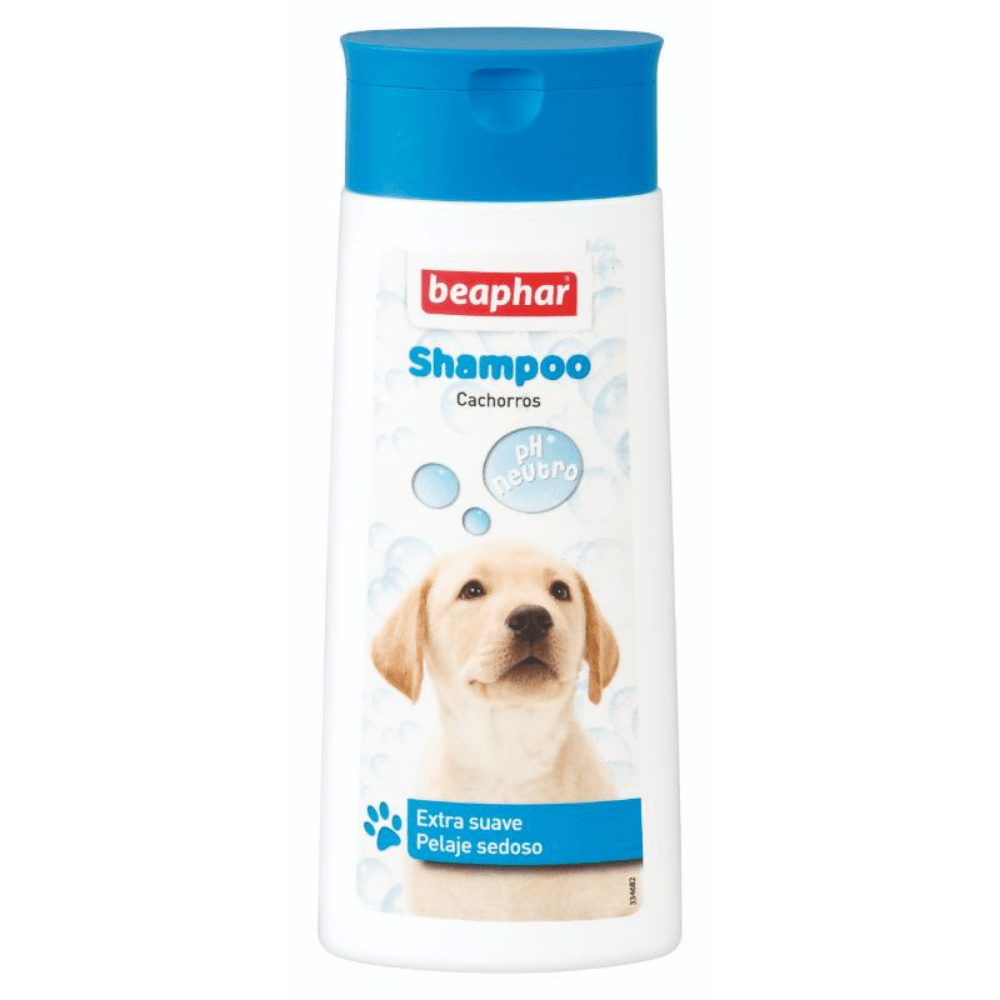 beaphar®
Shampoo
Cachorros
pH
neutro
Extra suave
Pelaje sedoso
334682